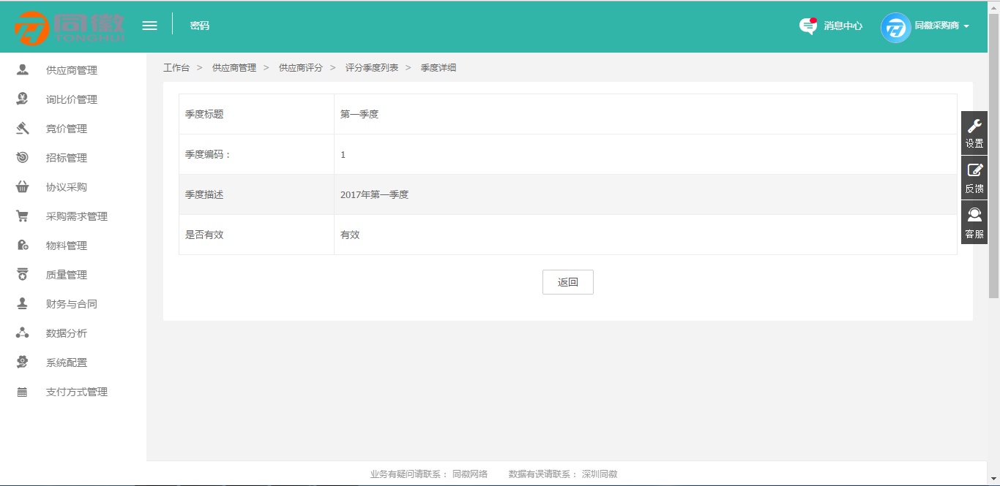 同徽
TONGHUI
密码
消息中心
同徽采购商
供应商管理
询比价管理
竞价管理
招标管理
协议采购
采购需求管理
物料管理
质量管理
财务与合同
数据分析
系统配置
支付方式管理
工作台 > 供应商管理 > 供应商评分 > 评分季度列表 > 季度详细
季度标题 第一季度
季度编码： 1
季度描述 2017年第一季度
是否有效 有效
返回
设置
反馈
客服
业务有疑问请联系： 同徽网络 数据有误请联系： 深圳同徽